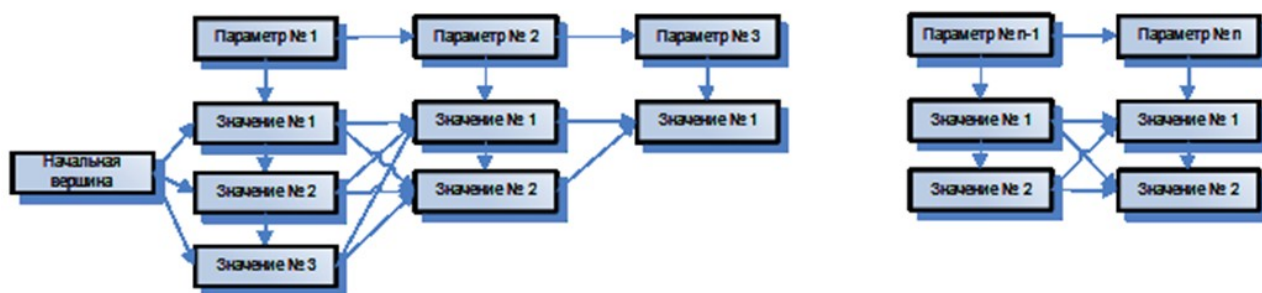 Параметр № 1
Параметр № 2
Параметр № 3
Параметр № n-1
Параметр № n
Значение № 1
Значение № 1
Значение № 1
Значение № 1
Значение № 1
Начальная
вершина
Значение № 2
Значение № 2
Значение № 2
Значение № 2
Значение № 3